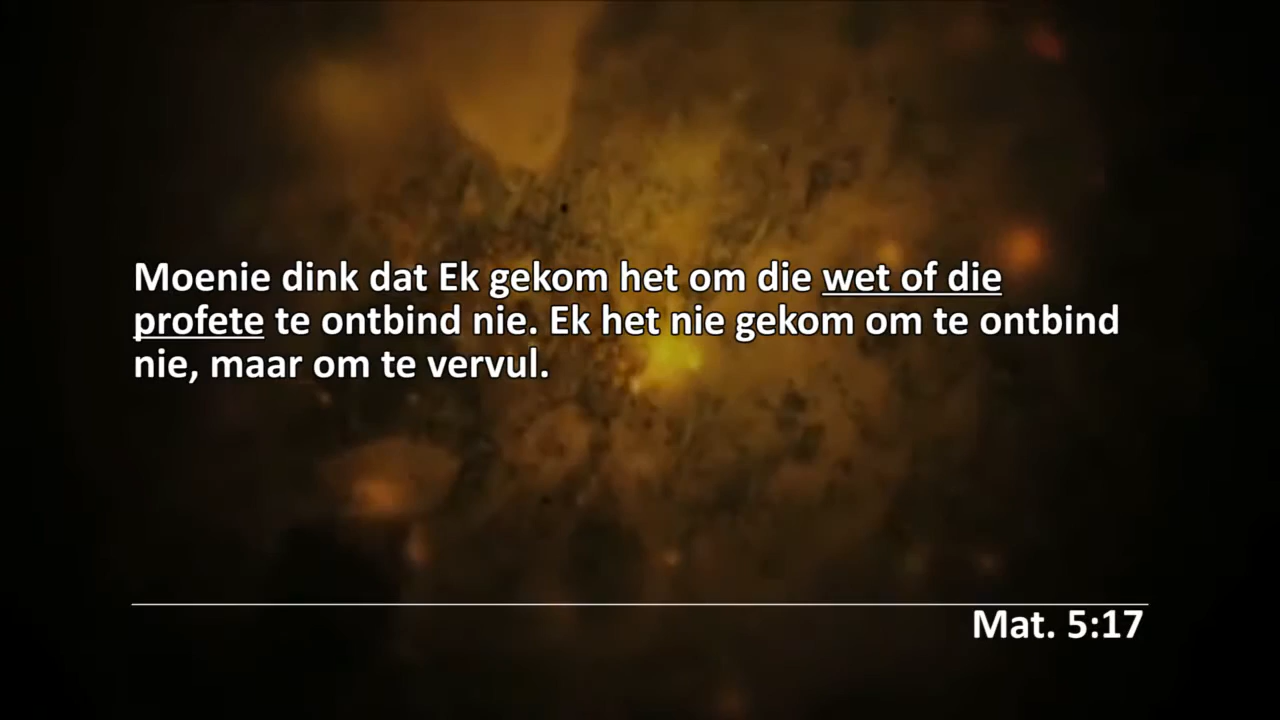 Moenie dink dat Ek gekom het om die wet of die
profete te ontbind nie. Ek het nie gekom om te ontbind
nie, maar om te vervul.
Mat. 5:17